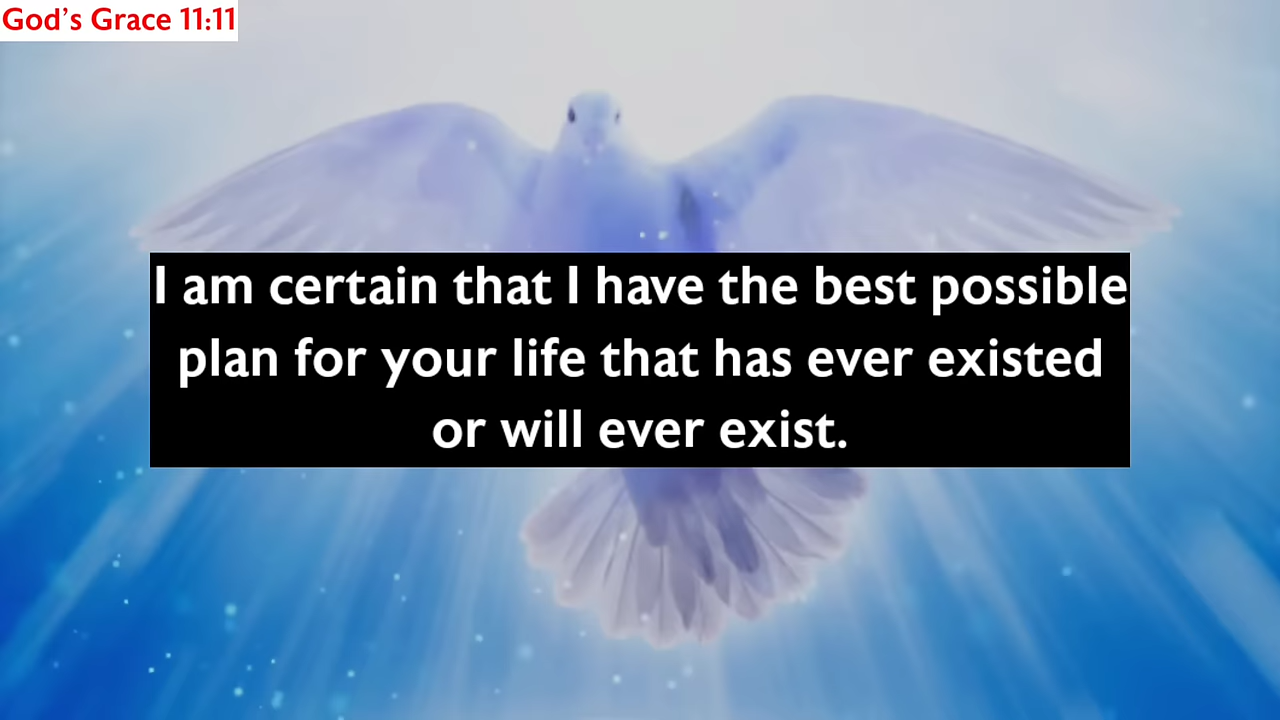 God’s Grace 11:11
I am certain that I have the best possible
plan for your life that has ever existed
or will ever exist.